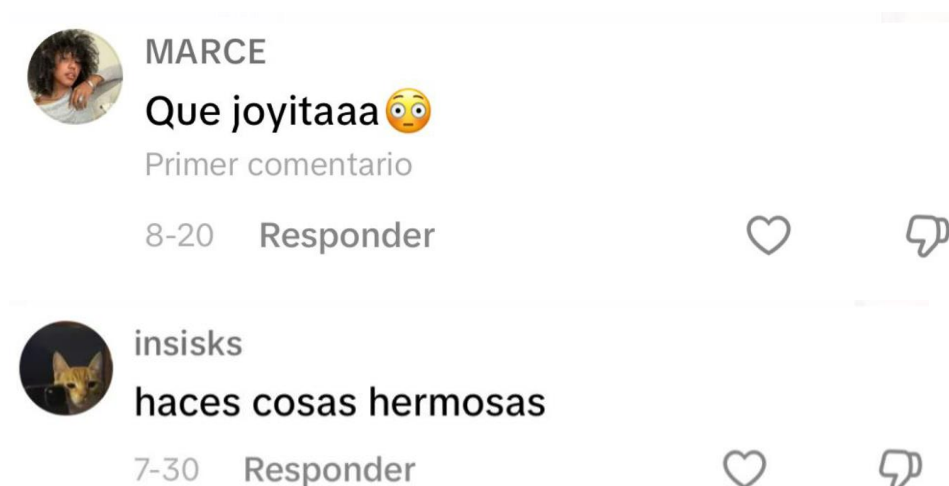 MARCE
Que joyitaaa😳
Primer comentario
8-20 Responder
insisks
haces cosas hermosas
7-30 Responder